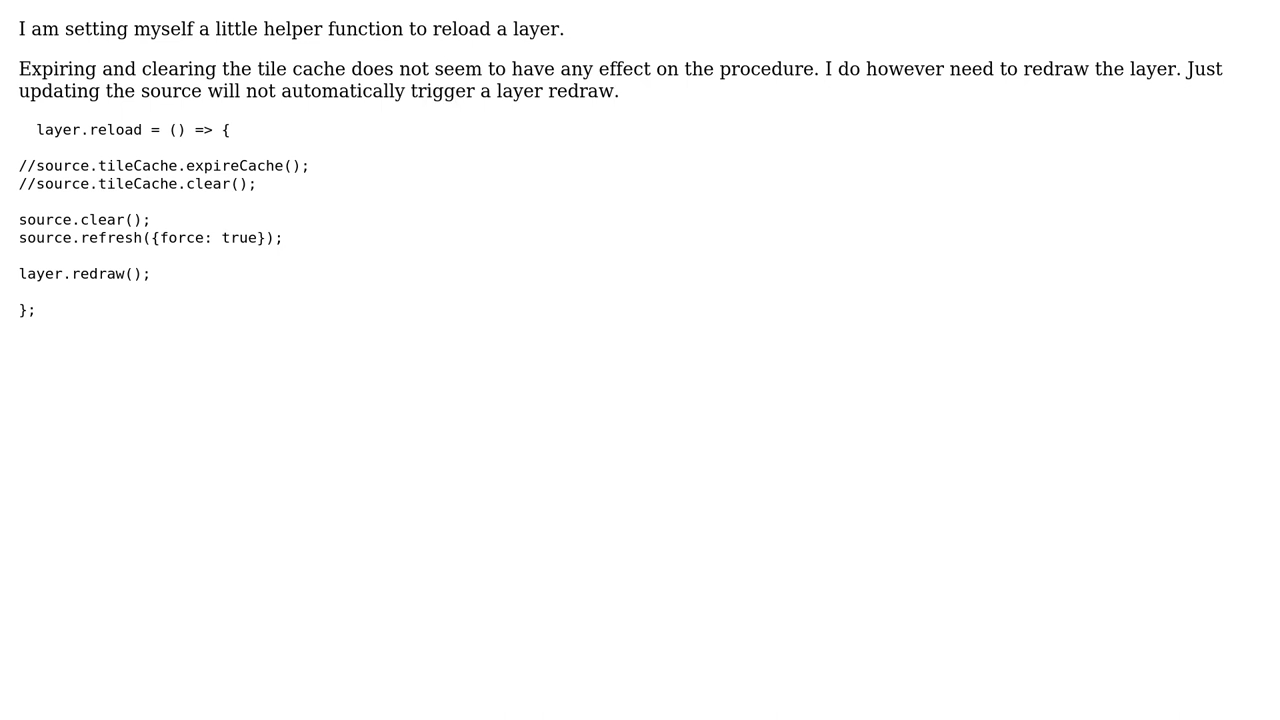 I am setting myself a little helper function to reload a layer.
Expiring and clearing the tile cache does not seem to have any effect on the procedure. I do however need to redraw the layer. Just
updating the source will not automatically trigger a layer redraw.
  layer.reload = () => {
//source.tileCache.expireCache();
//source.tileCache.clear();
source.clear();
source.refresh({force: true});
layer.redraw();
};